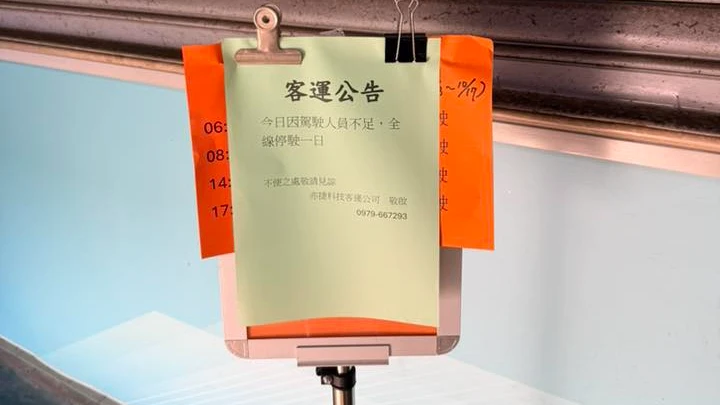 客運公告
今日因駕駛人員不足，全
線停駛一日
不便之處敬請見諒
亦捷科技客運公司　敬啟
0979-667293
~10/17)
06:
08:
14:
17:
駛
駛
駛
駛